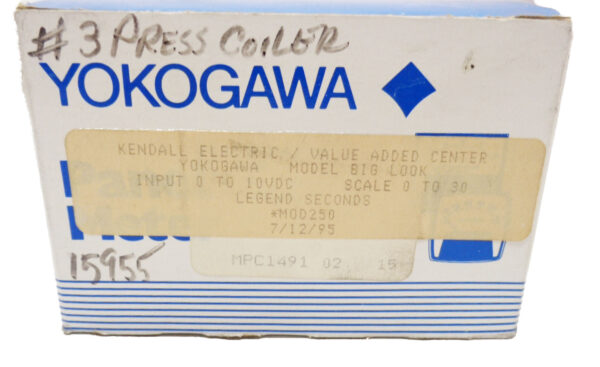 #3 PRESS COILER
YOKOGAWA
KENDALL ELECTRIC / VALUE ADDED CENTER
YOKOGAWA MODEL BIG LOOK
INPUT 0 TO 10VDC SCALE 0 TO 30
LEGEND SECONDS
*MOD250
7/12/95
15955
MPC1491 02 15